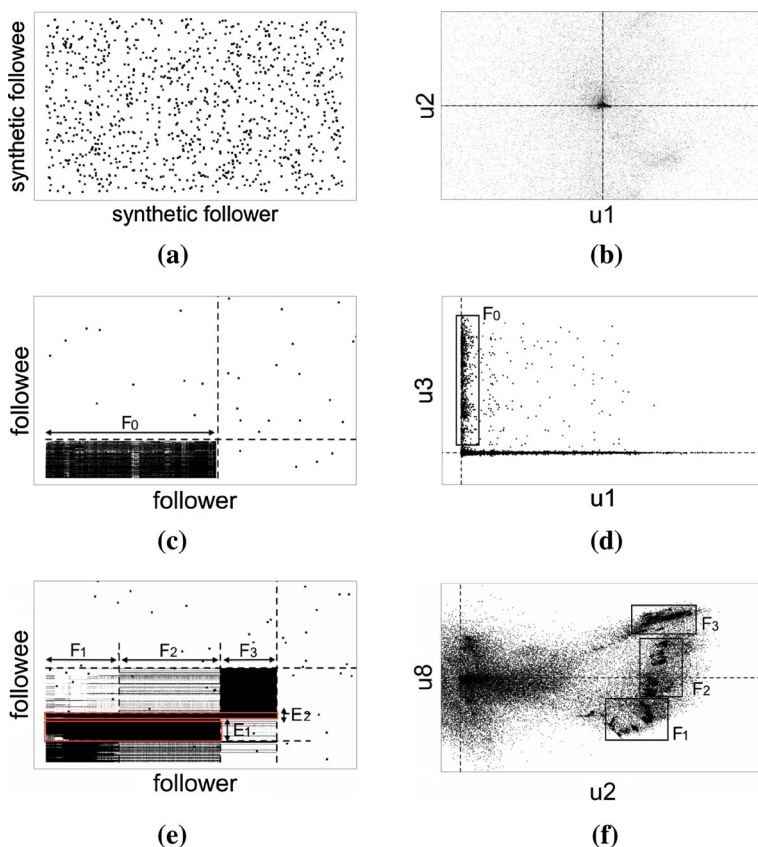 synthetic followee
synthetic follower
(a)
u2
u1
(b)
followee
F0
follower
(c)
u3
F0
u1
(d)
followee
F1 F2 F3
E2
E1
follower
(e)
u8
F3
F2
F1
u2
(f)